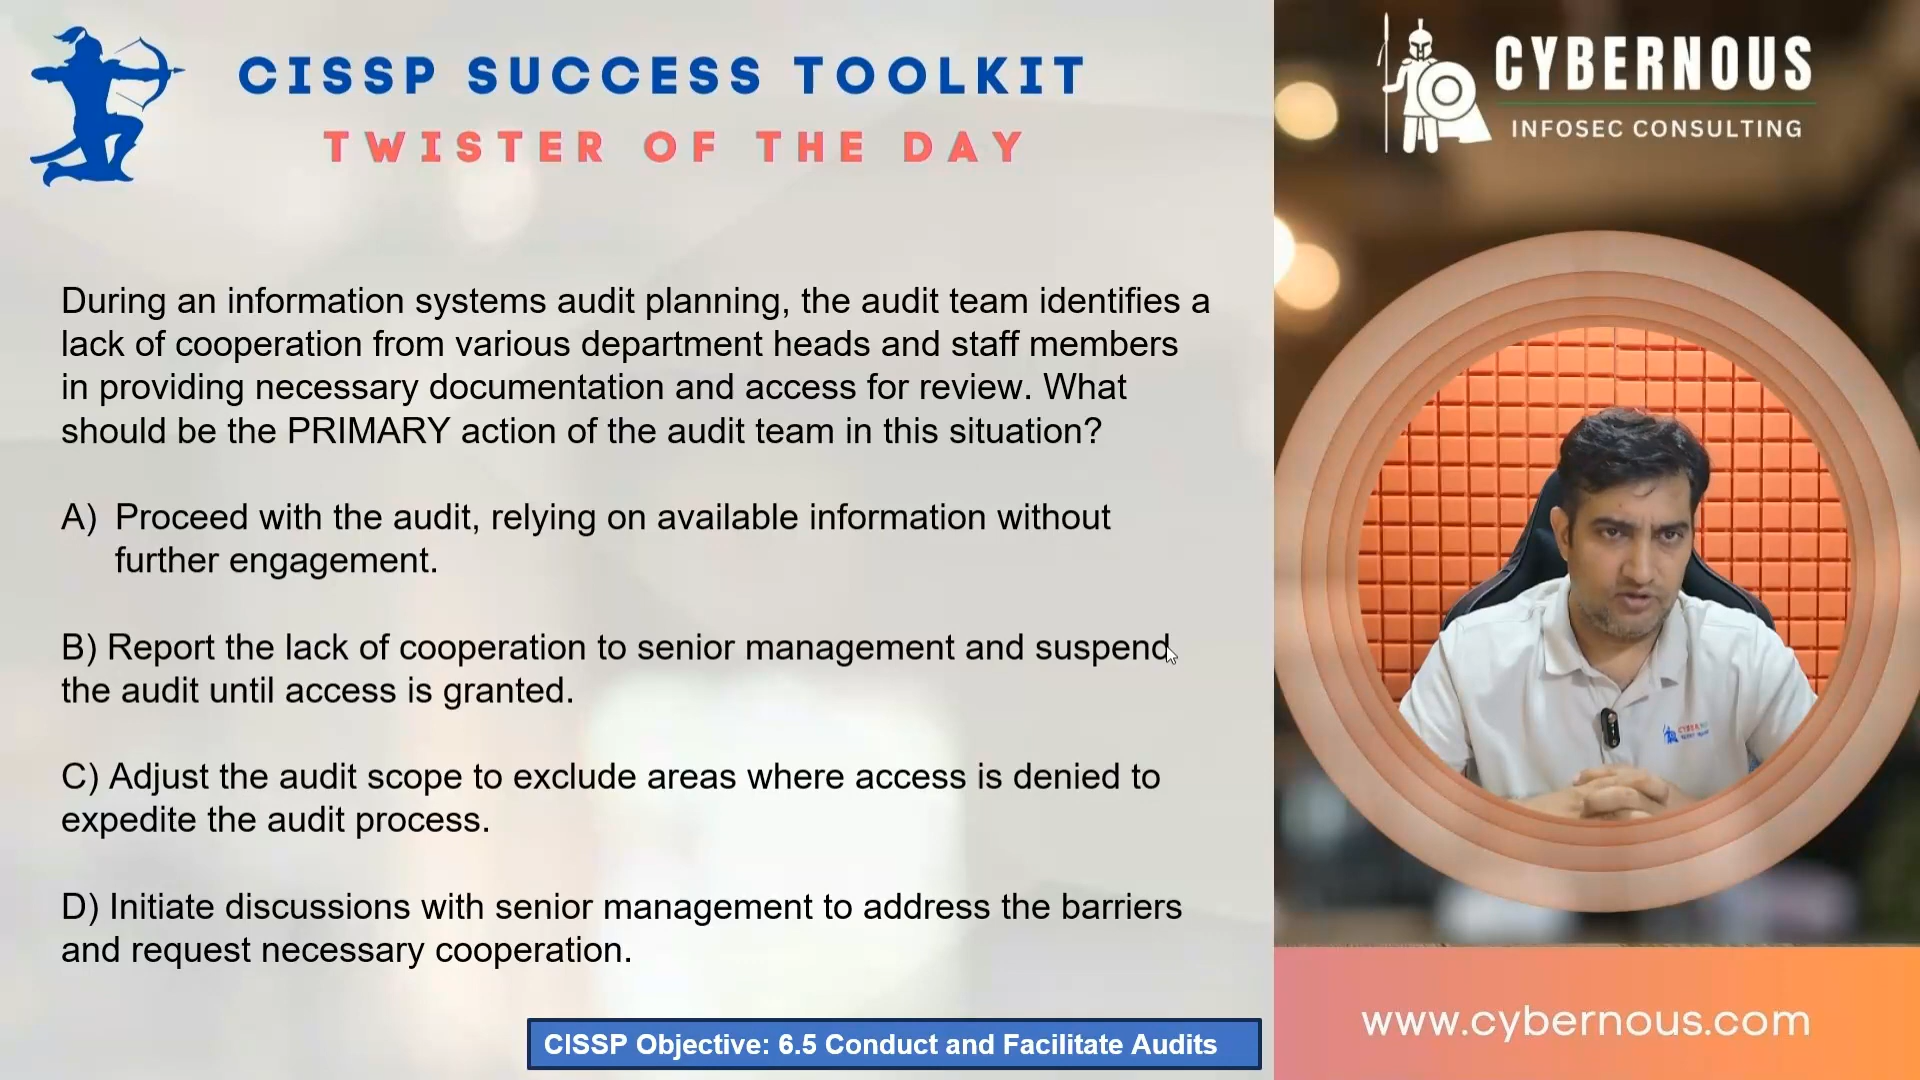 CISSP SUCCESS TOOLKIT
TWISTER OF THE DAY
CYBERNOUS
INFOSEC CONSULTING
During an information systems audit planning, the audit team identifies a
lack of cooperation from various department heads and staff members
in providing necessary documentation and access for review. What
should be the PRIMARY action of the audit team in this situation?
A) Proceed with the audit, relying on available information without
further engagement.
B) Report the lack of cooperation to senior management and suspend
the audit until access is granted.
C) Adjust the audit scope to exclude areas where access is denied to
expedite the audit process.
D) Initiate discussions with senior management to address the barriers
and request necessary cooperation.
CISSP Objective: 6.5 Conduct and Facilitate Audits
www.cybernous.com